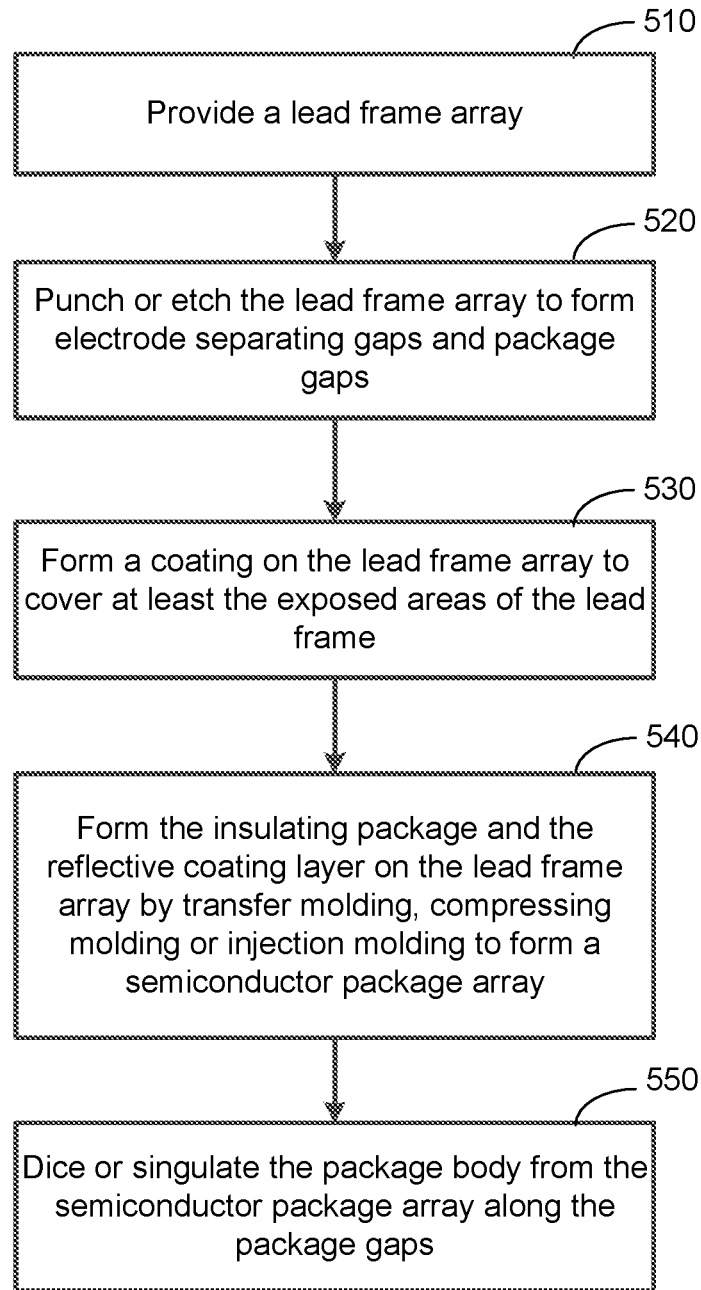 510
Provide a lead frame array
520
Punch or etch the lead frame array to form
electrode separating gaps and package
gaps
530
Form a coating on the lead frame array to
cover at least the exposed areas of the lead
frame
540
Form the insulating package and the
reflective coating layer on the lead frame
array by transfer molding, compressing
molding or injection molding to form a
semiconductor package array
550
Dice or singulate the package body from the
semiconductor package array along the
package gaps